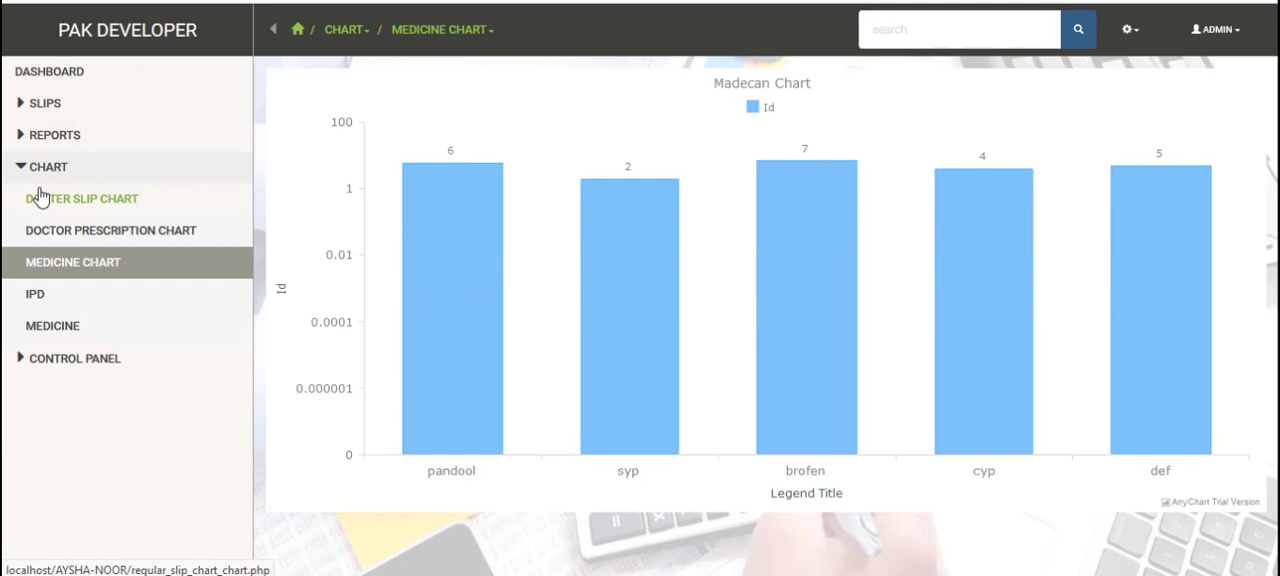 PAK DEVELOPER
/ CHART / MEDICINE CHART
search
ADMIN
DASHBOARD
SLIPS
REPORTS
CHART
TER SLIP CHART
DOCTOR PRESCRIPTION CHART
MEDICINE CHART
IPD
MEDICINE
CONTROL PANEL
Madecan Chart
Id
100
1
0.01
0.0001
0.000001
0
Id
6
2
7
4
5
pandool
syp
brofen
cyp
def
Legend Title
AnyChart Trial Version
localhost/AYSHA-NOOR/regular_slip_chart_chart.php